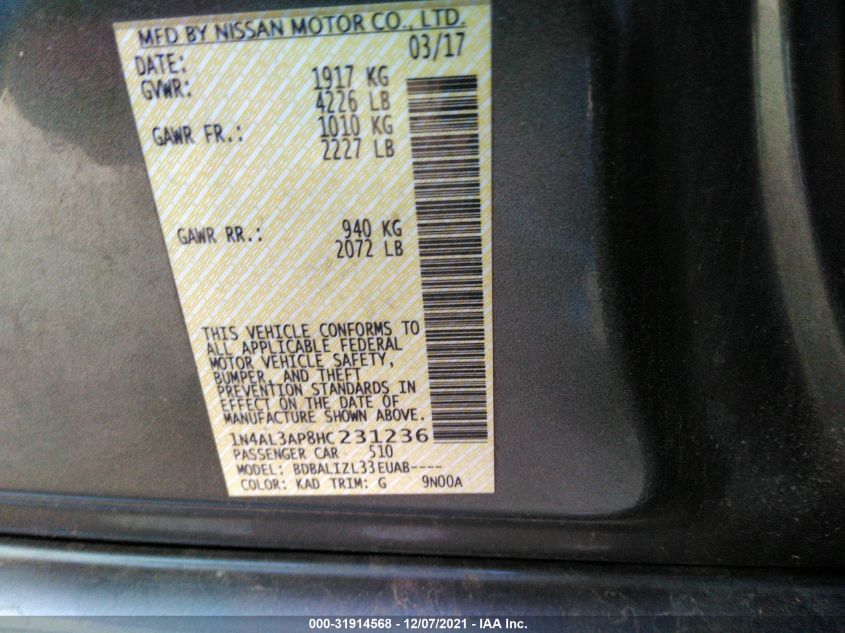 MFD BY NISSAN MOTOR CO., LTD.
DATE: 03/17
GVWR: 1917 KG
4226 LB
GAWR FR.: 1010 KG
2227 LB
GAWR RR.: 940 KG
2072 LB
THIS VEHICLE CONFORMS TO
ALL APPLICABLE FEDERAL
MOTOR VEHICLE SAFETY,
BUMPER, AND THEFT
PREVENTION STANDARDS IN
EFFECT ON THE DATE OF
MANUFACTURE SHOWN ABOVE.
1N4AL3AP8HC231236
PASSENGER CAR 510
MODEL: BDBALIZL33EUAB----
COLOR: KAD TRIM: G 9N00A
000-31914568 - 12/07/2021 - IAA Inc.